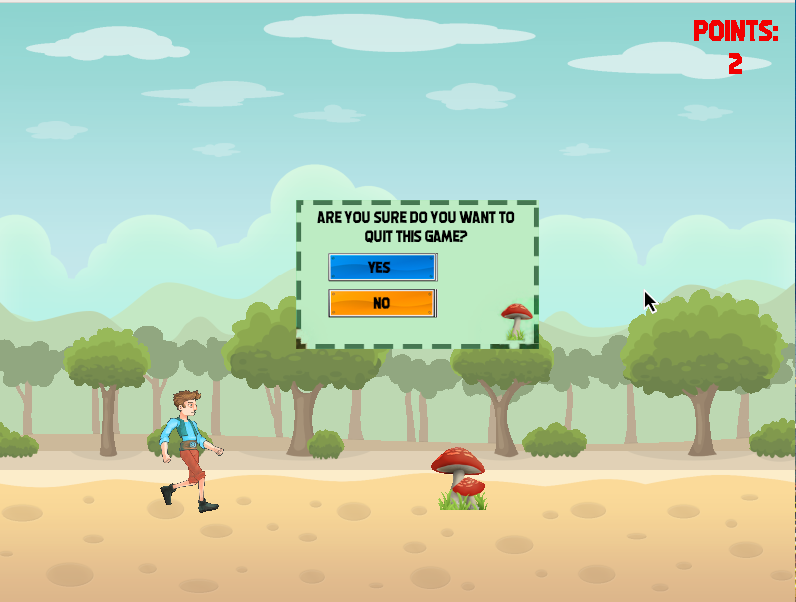 POINTS:
2
ARE YOU SURE DO YOU WANT TO
QUIT THIS GAME?
YES
NO